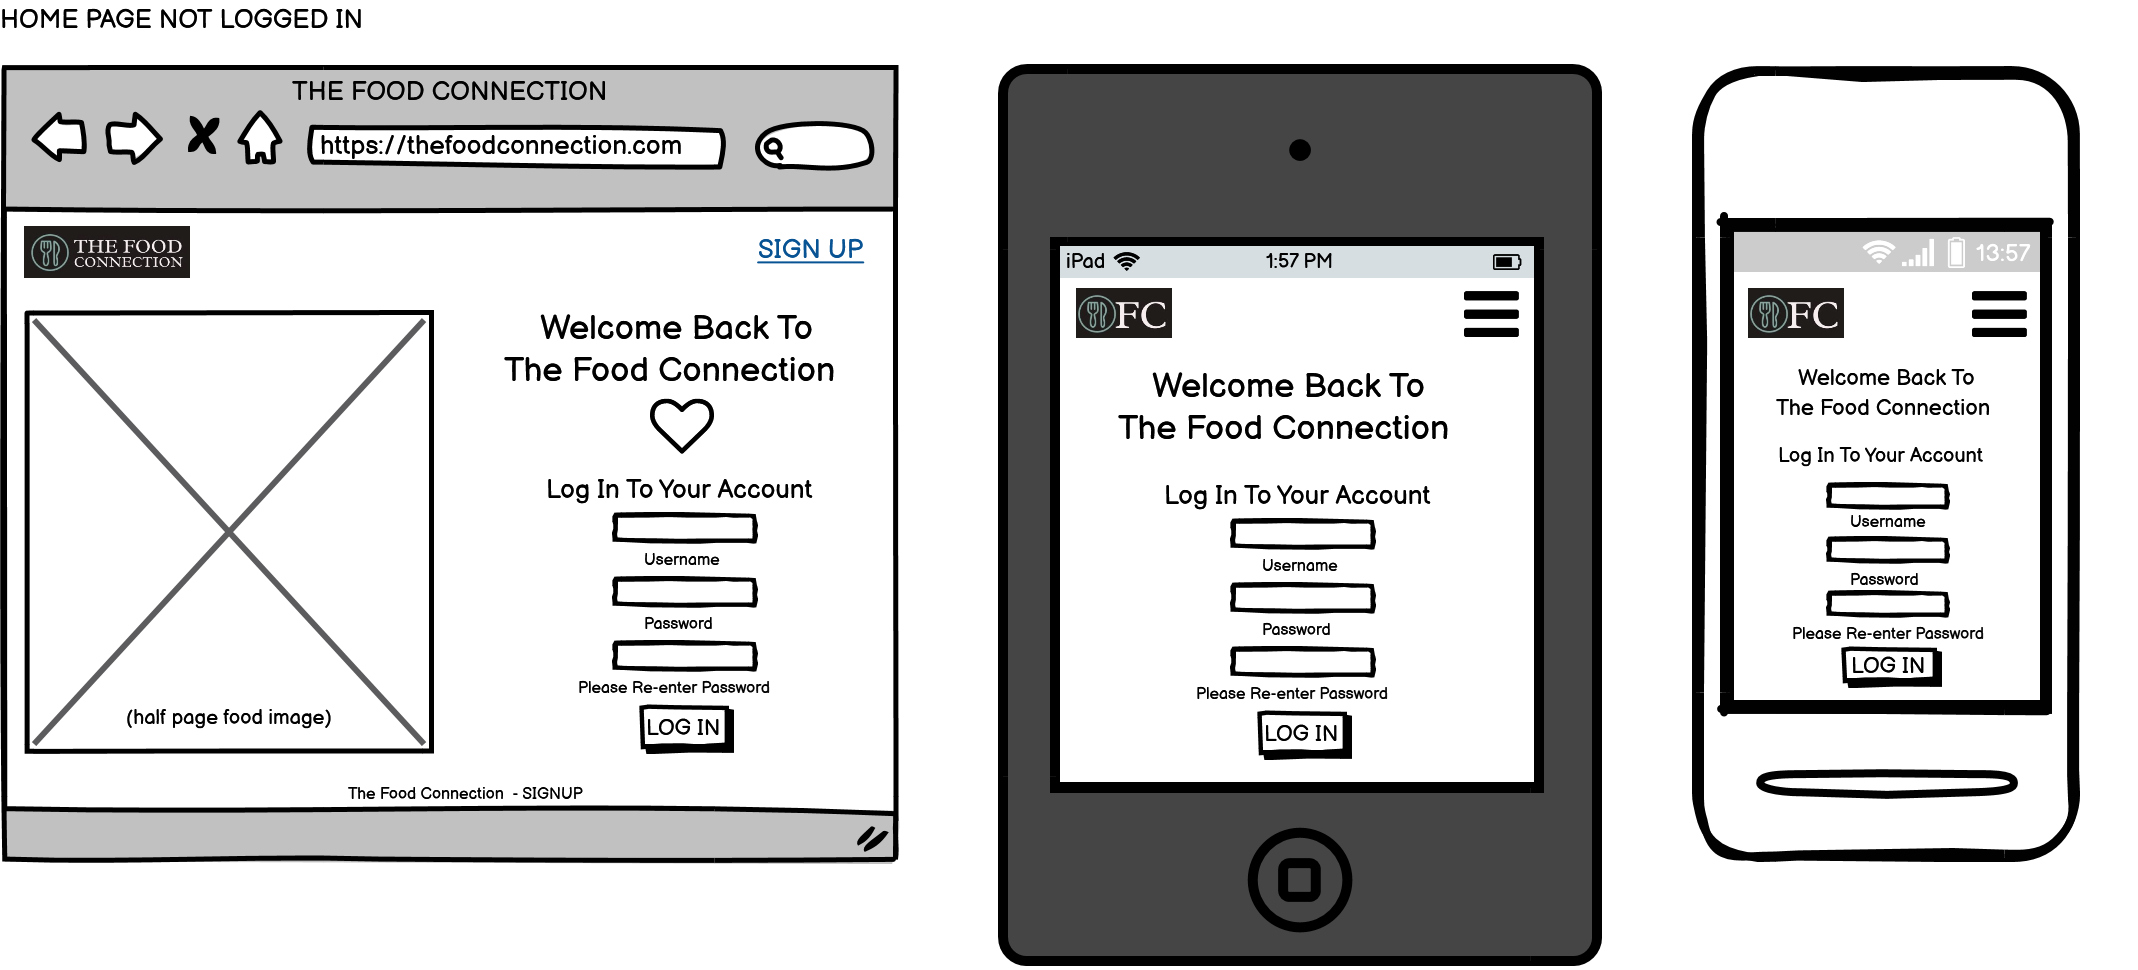 HOME PAGE NOT LOGGED IN
THE FOOD CONNECTION
https://thefoodconnection.com
THE FOOD
CONNECTION
SIGN UP
Welcome Back To
The Food Connection
Log In To Your Account
Username
Password
Please Re-enter Password
LOG IN
(half page food image)
The Food Connection - SIGNUP
iPad
1:57 PM
FC
Welcome Back To
The Food Connection
Log In To Your Account
Username
Password
Please Re-enter Password
LOG IN
13:57
FC
Welcome Back To
The Food Connection
Log In To Your Account
Username
Password
Please Re-enter Password
LOG IN